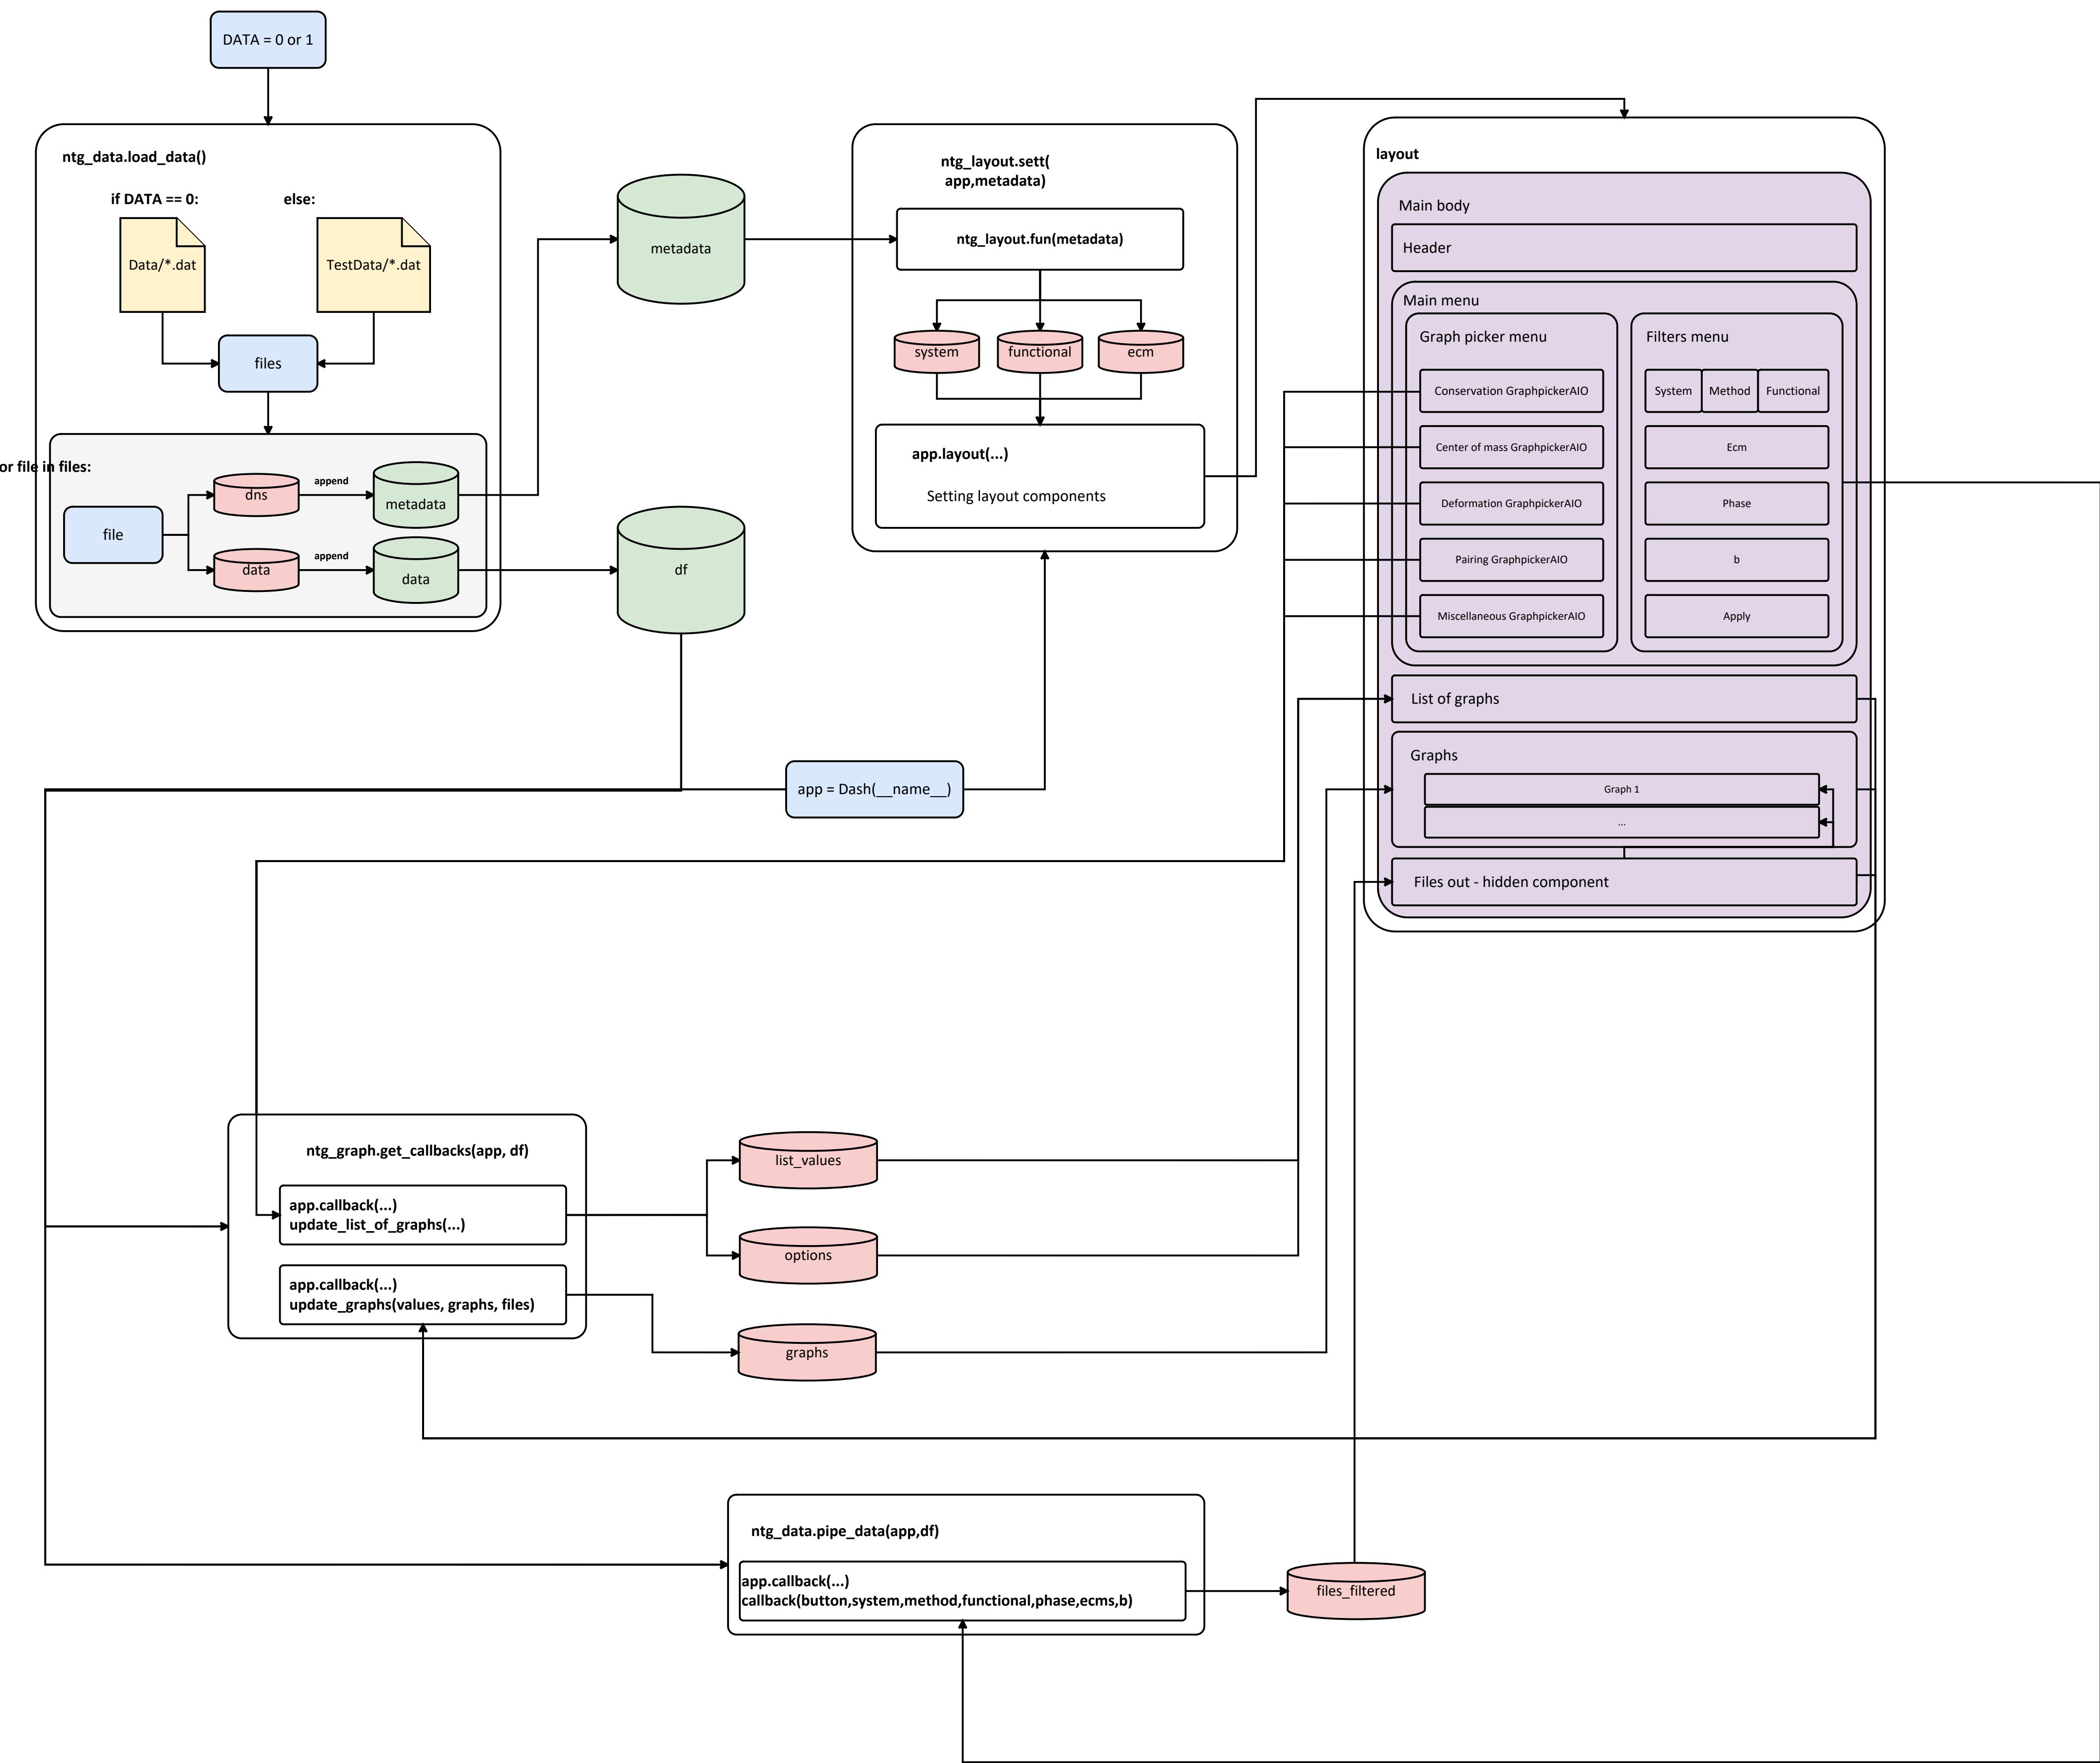 DATA = 0 or 1
ntg_data.load_data()
if DATA == 0:
else:
Data/*.dat
TestData/*.dat
files
or file in files:
file
dns
append
metadata
data
append
data
metadata
df
ntg_layout.sett(
app,metadata)
ntg_layout.fun(metadata)
system
functional
ecm
app.layout(...)
Setting layout components
app = Dash(__name__)
layout
Main body
Header
Main menu
Graph picker menu
Conservation GraphpickerAIO
Center of mass GraphpickerAIO
Deformation GraphpickerAIO
Pairing GraphpickerAIO
Miscellaneous GraphpickerAIO
Filters menu
System
Method
Functional
Ecm
Phase
b
Apply
List of graphs
Graphs
Graph 1
...
Files out - hidden component
ntg_graph.get_callbacks(app, df)
app.callback(...)
update_list_of_graphs(...)
app.callback(...)
update_graphs(values, graphs, files)
list_values
options
graphs
ntg_data.pipe_data(app,df)
app.callback(...)
callback(button,system,method,functional,phase,ecms,b)
files_filtered